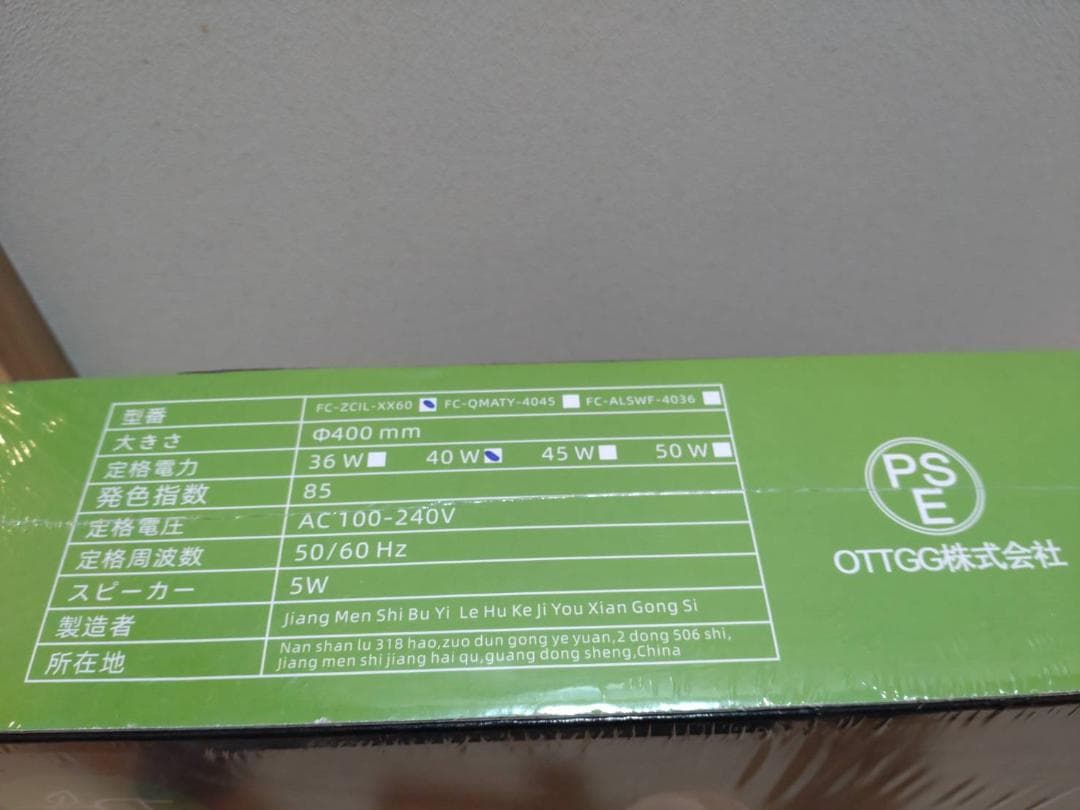 型番 FC-ZCIL-XX60 FC-QMATY-4045 FC-ALSWF-4036
大きさ Φ400 mm
定格電力 36 W 40 W 45 W 50 W
発色指数 85
定格電圧 AC 100-240V
定格周波数 50/60 Hz
スピーカー 5W
製造者 Jiang Men Shi Bu Yi Le Hu Ke Ji You Xian Gong Si
所在地 Nan shan lu 318 hao,zuo dun gong ye yuan,2 dong 506 shi,
Jiang men shi jiang hai qu,guang dong sheng,China
PS
E
OTTGG株式会社